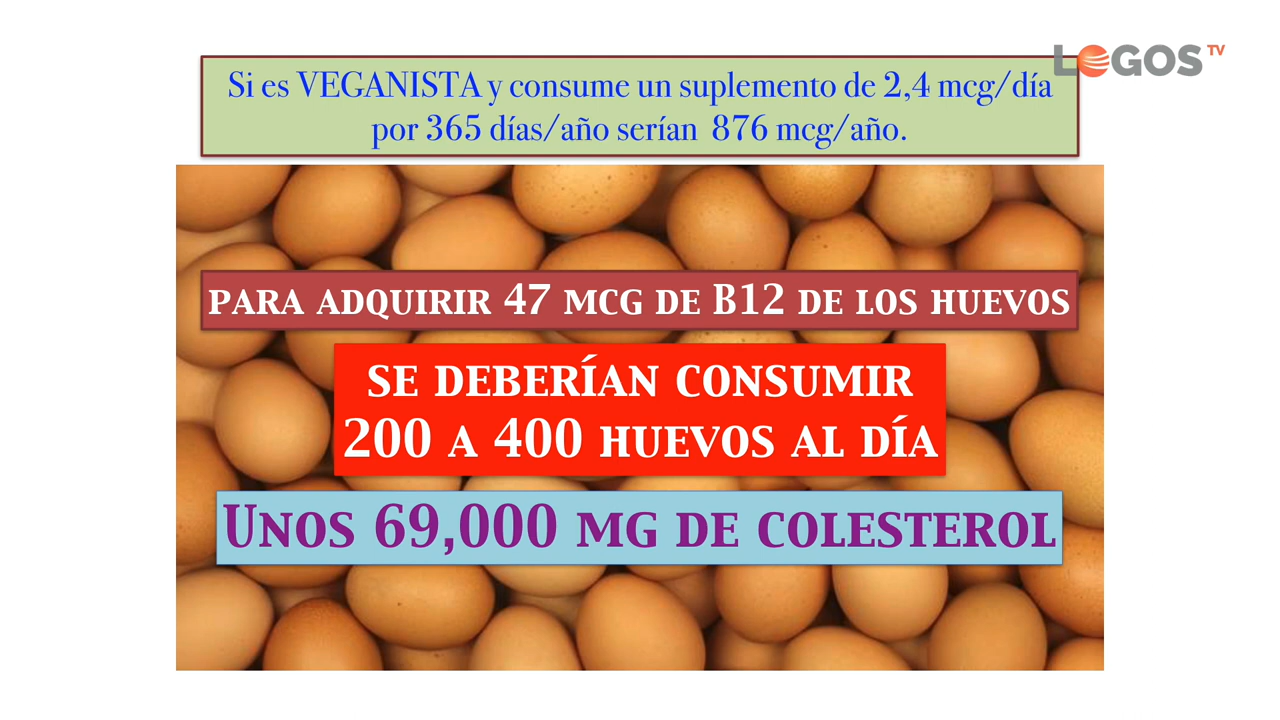 LOGOS TV
Si es VEGANISTA y consume un suplemento de 2,4 mcg/día
por 365 días/año serían 876 mcg/año.
PARA ADQUIRIR 47 MCG DE B12 DE LOS HUEVOS
SE DEBERÍAN CONSUMIR
200 A 400 HUEVOS AL DÍA
UNOS 69,000 MG DE COLESTEROL